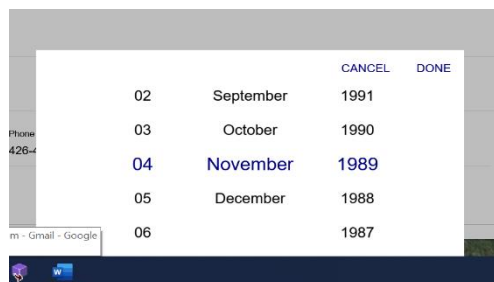 CANCEL DONE
02 September 1991
03 October 1990
Phone
426-4
04 November 1989
05 December 1988
m - Gmail - Google
06 1987